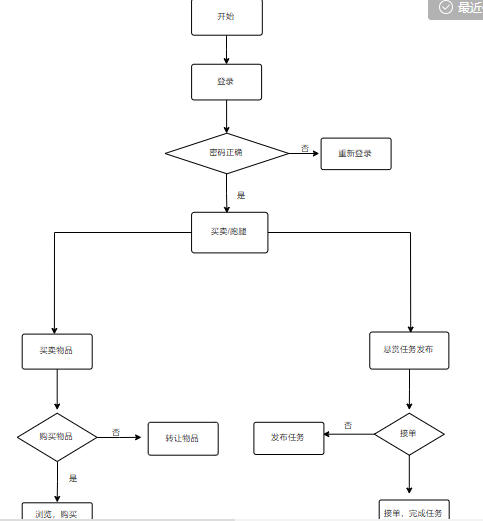 最近
开始
登录
密码正确
否
重新登录
是
买卖/跑腿
买卖物品
悬赏任务发布
购买物品
否
转让物品
发布任务
否
接单
是
浏览，购买
接单，完成任务